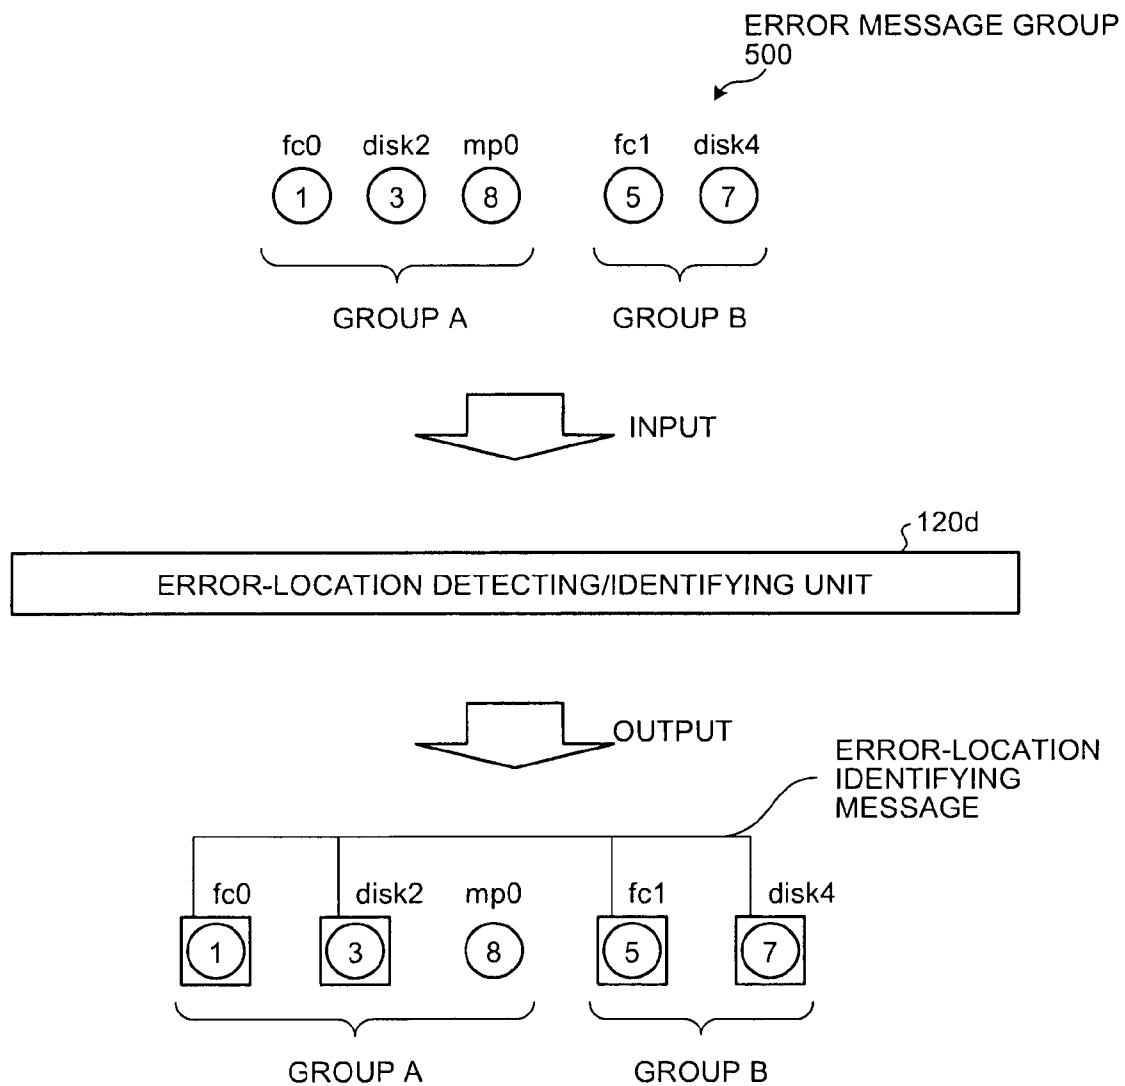 ERROR MESSAGE GROUP
500
fc0 disk2 mp0 fc1 disk4
1 3 8 5 7
GROUP A GROUP B
INPUT
120d
ERROR-LOCATION DETECTING/IDENTIFYING UNIT
OUTPUT
ERROR-LOCATION
IDENTIFYING
MESSAGE
fc0 disk2 mp0 fc1 disk4
1 3 8 5 7
GROUP A GROUP B